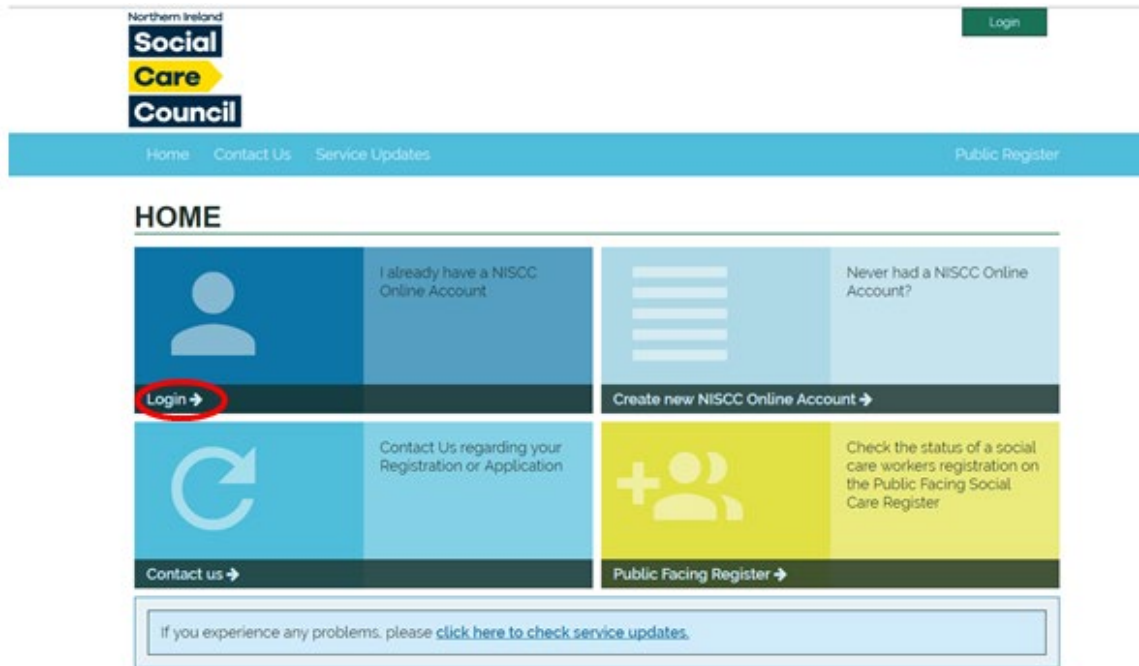 Northern Ireland
Social
Care
Council
Login
Home Contact Us Service Updates Public Register
HOME
I already have a NISCC
Online Account
Login
Never had a NISCC Online
Account?
Create new NISCC Online Account
Contact Us regarding your
Registration or Application
Contact us
Check the status of a social
care workers registration on
the Public Facing Social
Care Register
Public Facing Register
If you experience any problems, please click here to check service updates.